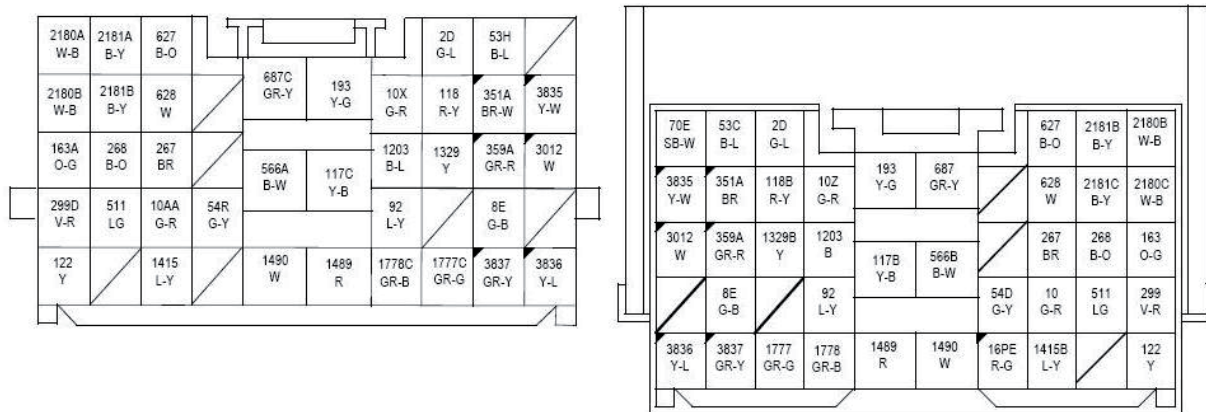 2180A
W-B
2181A
B-Y
627
B-O
2D
G-L
53H
B-L
2180B
W-B
2181B
B-Y
628
W
687C
GR-Y
193
Y-G
10X
G-R
118
R-Y
351A
BR-W
3835
Y-W
163A
O-G
268
B-O
267
BR
566A
B-W
117C
Y-B
1203
B-L
1329
Y
359A
GR-R
3012
W
299D
V-R
511
LG
10AA
G-R
54R
G-Y
92
L-Y
8E
G-B
122
Y
1415
L-Y
1490
W
1489
R
1778C
GR-B
1777C
GR-G
3837
GR-Y
3836
Y-L
70E
SB-W
53C
B-L
2D
G-L
627
B-O
2181B
B-Y
2180B
W-B
3835
Y-W
351A
BR
118B
R-Y
10Z
G-R
193
Y-G
687
GR-Y
628
W
2181C
B-Y
2180C
W-B
3012
W
359A
GR-R
1329B
Y
1203
B
117B
Y-B
566B
B-W
267
BR
268
B-O
163
O-G
8E
G-B
92
L-Y
54D
G-Y
10
G-R
511
LG
299
V-R
3836
Y-L
3837
GR-Y
1777
GR-G
1778
GR-B
1489
R
1490
W
16PE
R-G
1415B
L-Y
122
Y